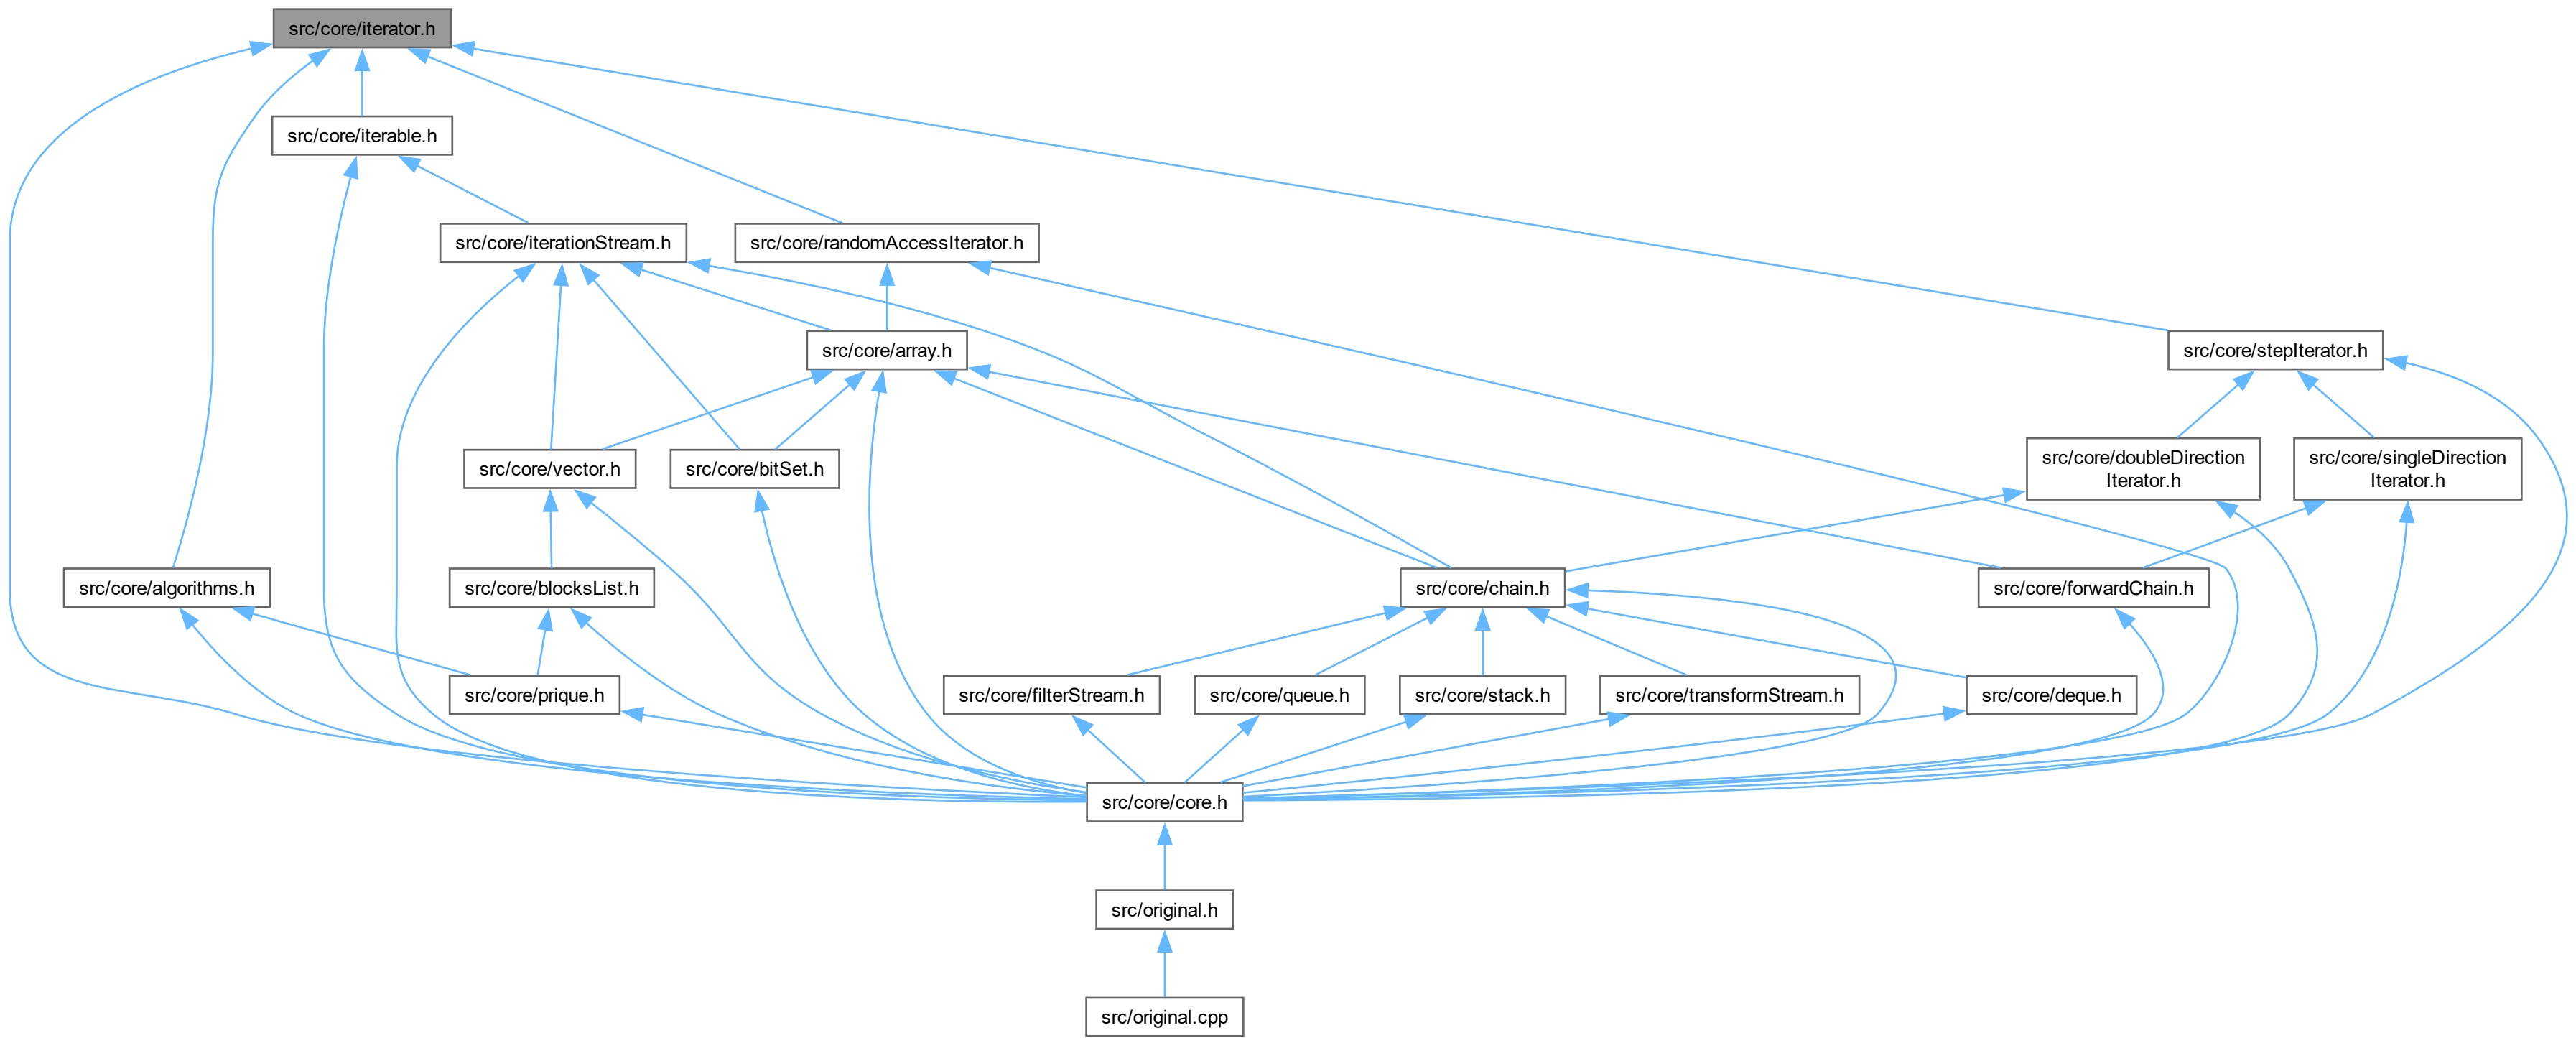 src/core/iterator.h
src/core/iterable.h
src/core/iterationStream.h
src/core/randomAccessIterator.h
src/core/array.h
src/core/stepIterator.h
src/core/vector.h
src/core/bitSet.h
src/core/doubleDirection
Iterator.h
src/core/singleDirection
Iterator.h
src/core/algorithms.h
src/core/blocksList.h
src/core/chain.h
src/core/forwardChain.h
src/core/prique.h
src/core/filterStream.h
src/core/queue.h
src/core/stack.h
src/core/transformStream.h
src/core/deque.h
src/core/core.h
src/original.h
src/original.cpp